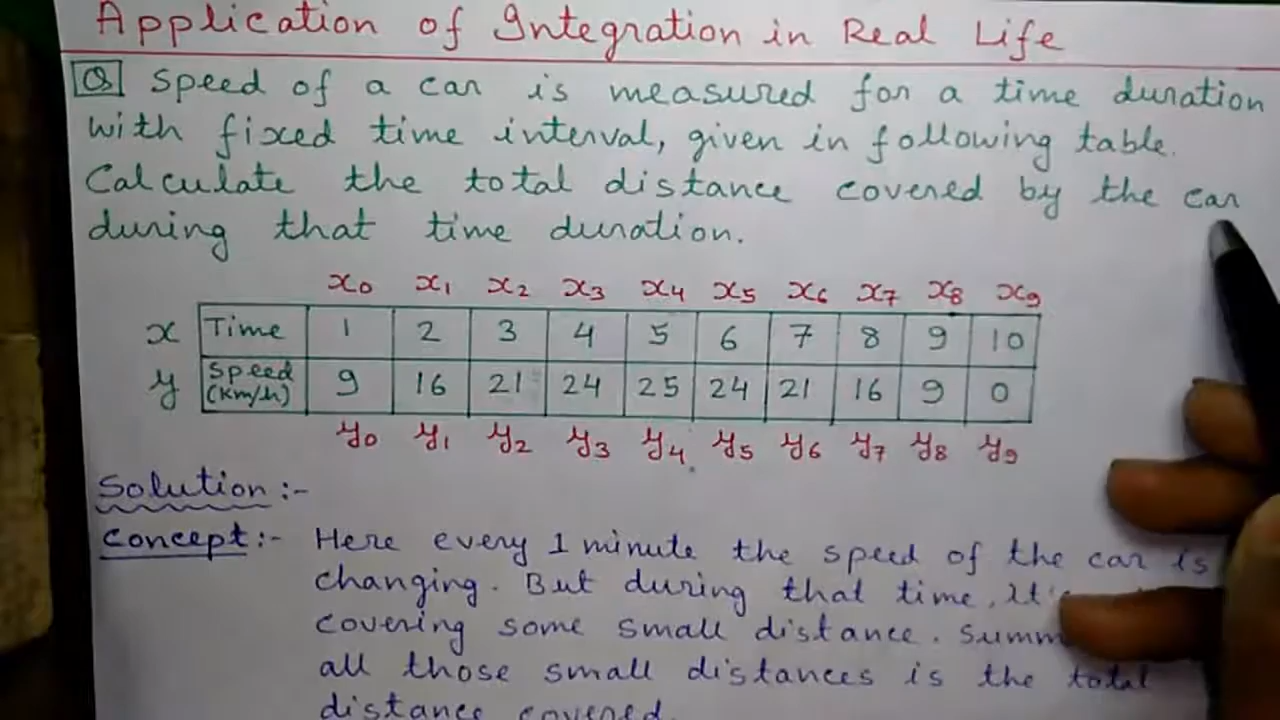 Application of Integration in Real Life
Q Speed of a car is measured for a time duration
with fixed time interval, given in following table.
Calculate the total distance covered by the car
during that time duration.
x0 x1 x2 x3 x4 x5 x6 x7 x8 x9
x Time 1 2 3 4 5 6 7 8 9 10
y Speed (Km/h) 9 16 21 24 25 24 21 16 9 0
y0 y1 y2 y3 y4 y5 y6 y7 y8 y9
Solution :-
Concept :- Here every 1 minute the speed of the car is
changing. But during that time, It's
covering some small distance. Summ
all those small distances is the total
distance covered.